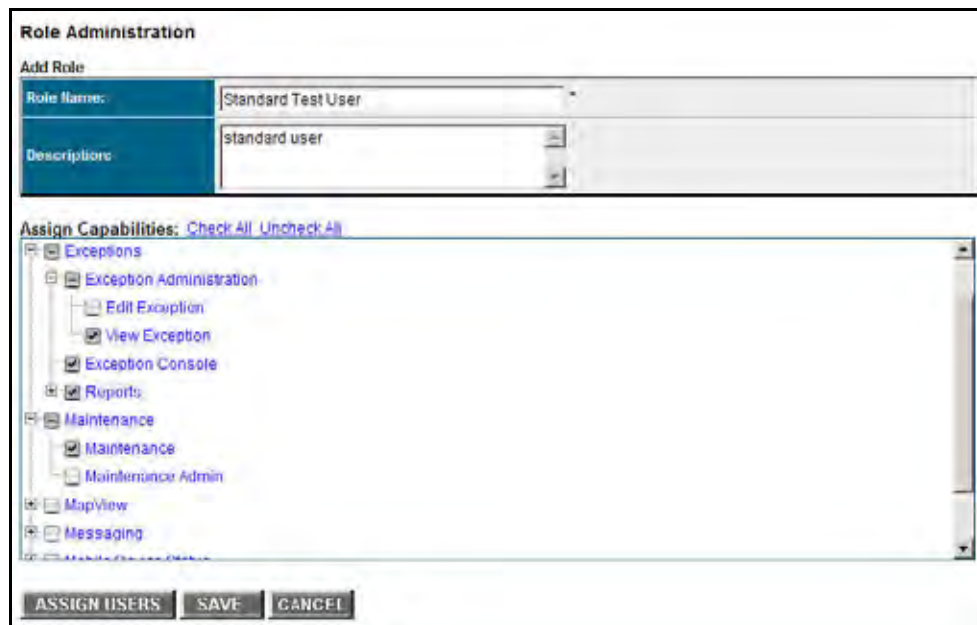 Role Administration
Add Role
Role Name:
Standard Test User *
Description:
standard user
Assign Capabilities: Check All Uncheck All
Exceptions
Exception Administration
Edit Exception
View Exception
Exception Console
Reports
Maintenance
Maintenance
Maintenance Admin
MapView
Messaging
ASSIGN USERS SAVE CANCEL